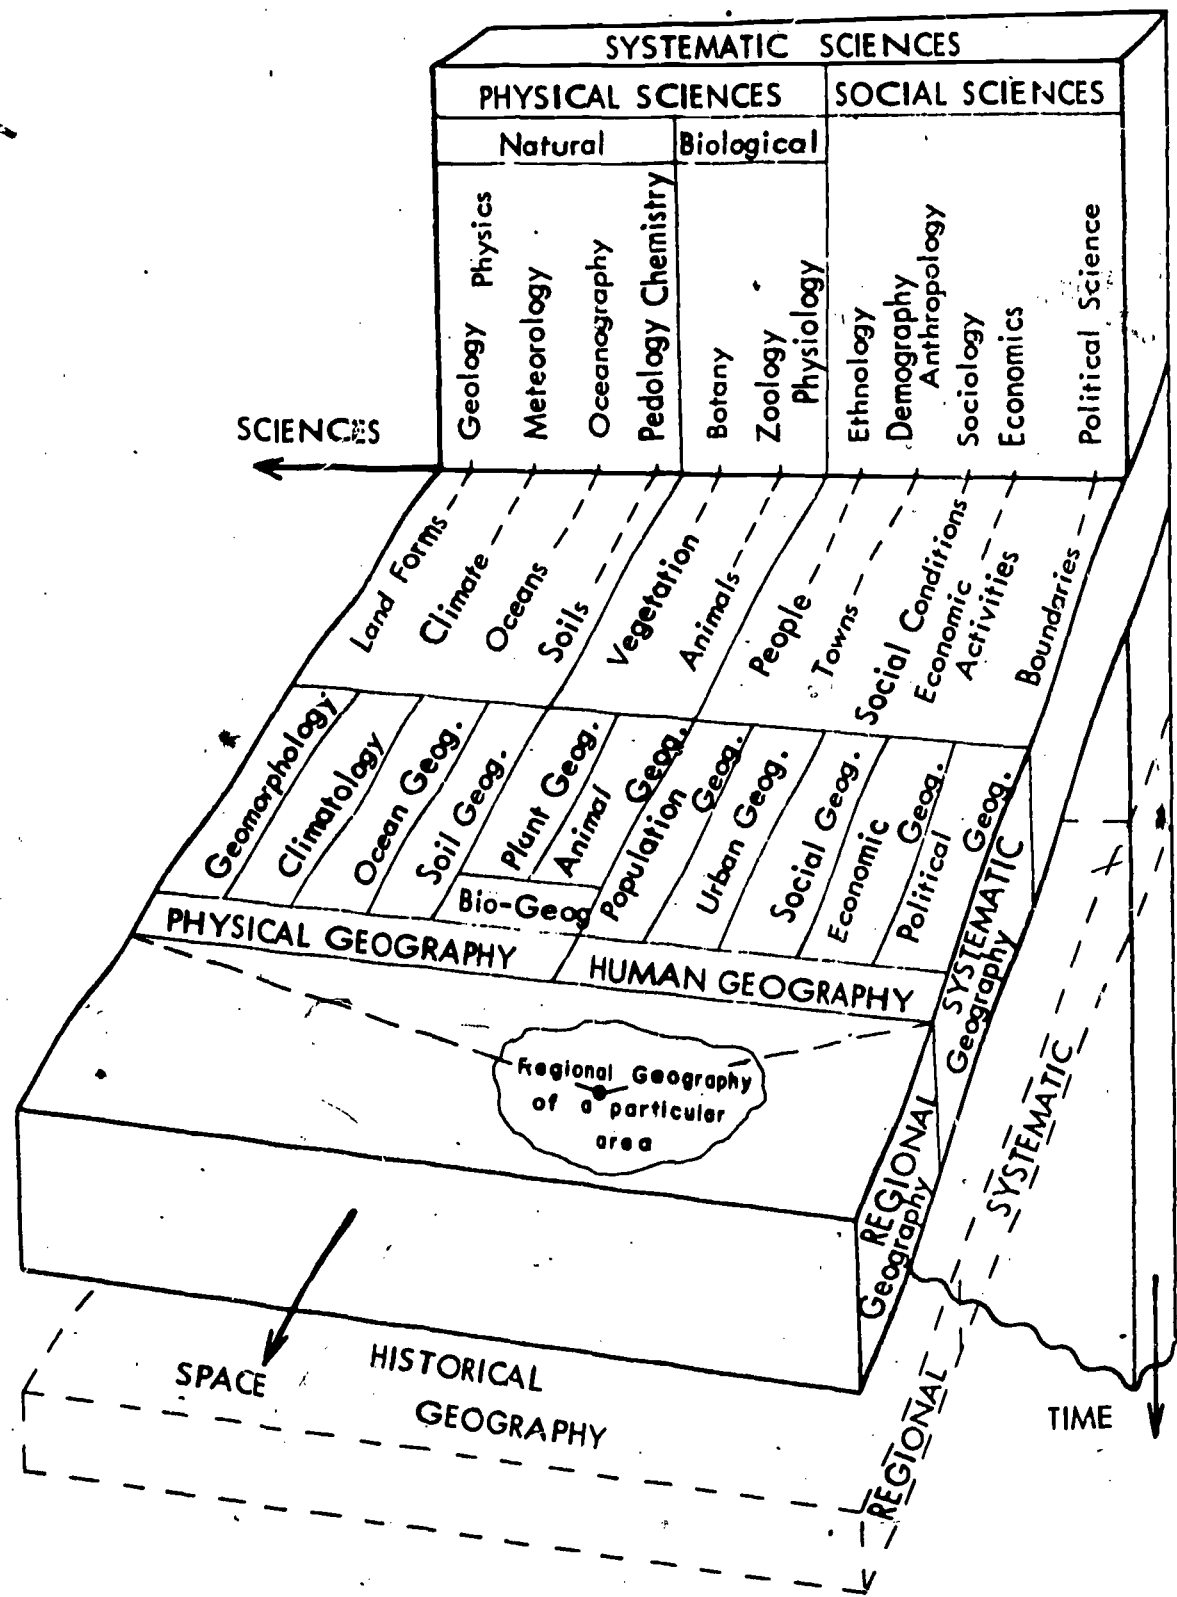 SYSTEMATIC SCIENCES
PHYSICAL SCIENCES
SOCIAL SCIENCES
Natural
Biological
Geology Physics
Meteorology
Oceanography
Pedology Chemistry
Botany
Zoology
Physiology
Ethnology
Demography
Anthropology
Sociology
Economics
Political Science
SCIENCES
Land Forms
Climate
Oceans
Soils
Vegetation
Animals
People
Towns
Social Conditions
Economic
Activities
Boundaries
Geomorphology
Climatology
Ocean Geog.
Soil Geog.
Plant Geog.
Animal Geog.
Population Geog.
Urban Geog.
Social Geog.
Economic Geog.
Political Geog.
Bio-Geog
PHYSICAL GEOGRAPHY
HUMAN GEOGRAPHY
SYSTEMATIC
Geography
Regional Geography
of a particular
area
REGIONAL
Geography
SYSTEMATIC
REGIONAL
SPACE
HISTORICAL
GEOGRAPHY
TIME